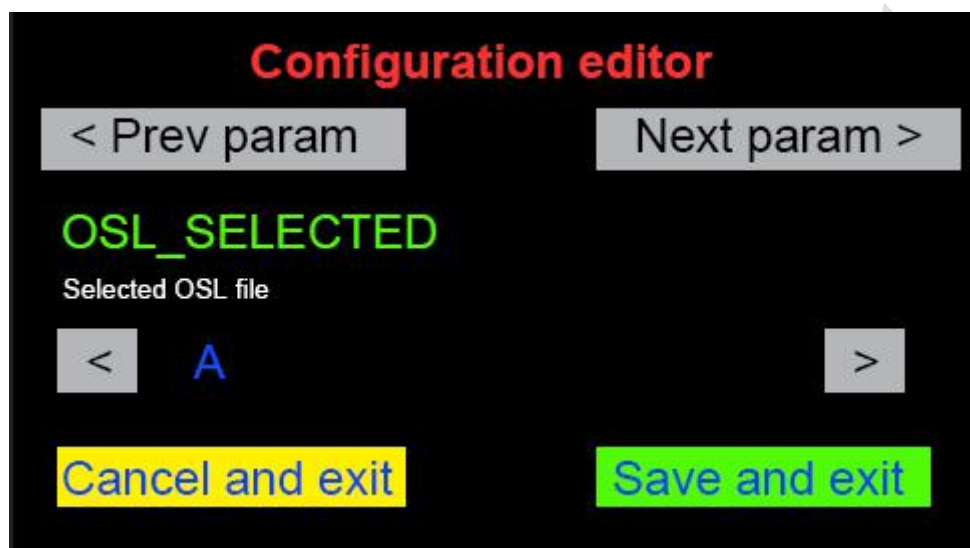 Configuration editor
< Prev param
Next param >
OSL_SELECTED
Selected OSL file
<
A
>
Cancel and exit
Save and exit